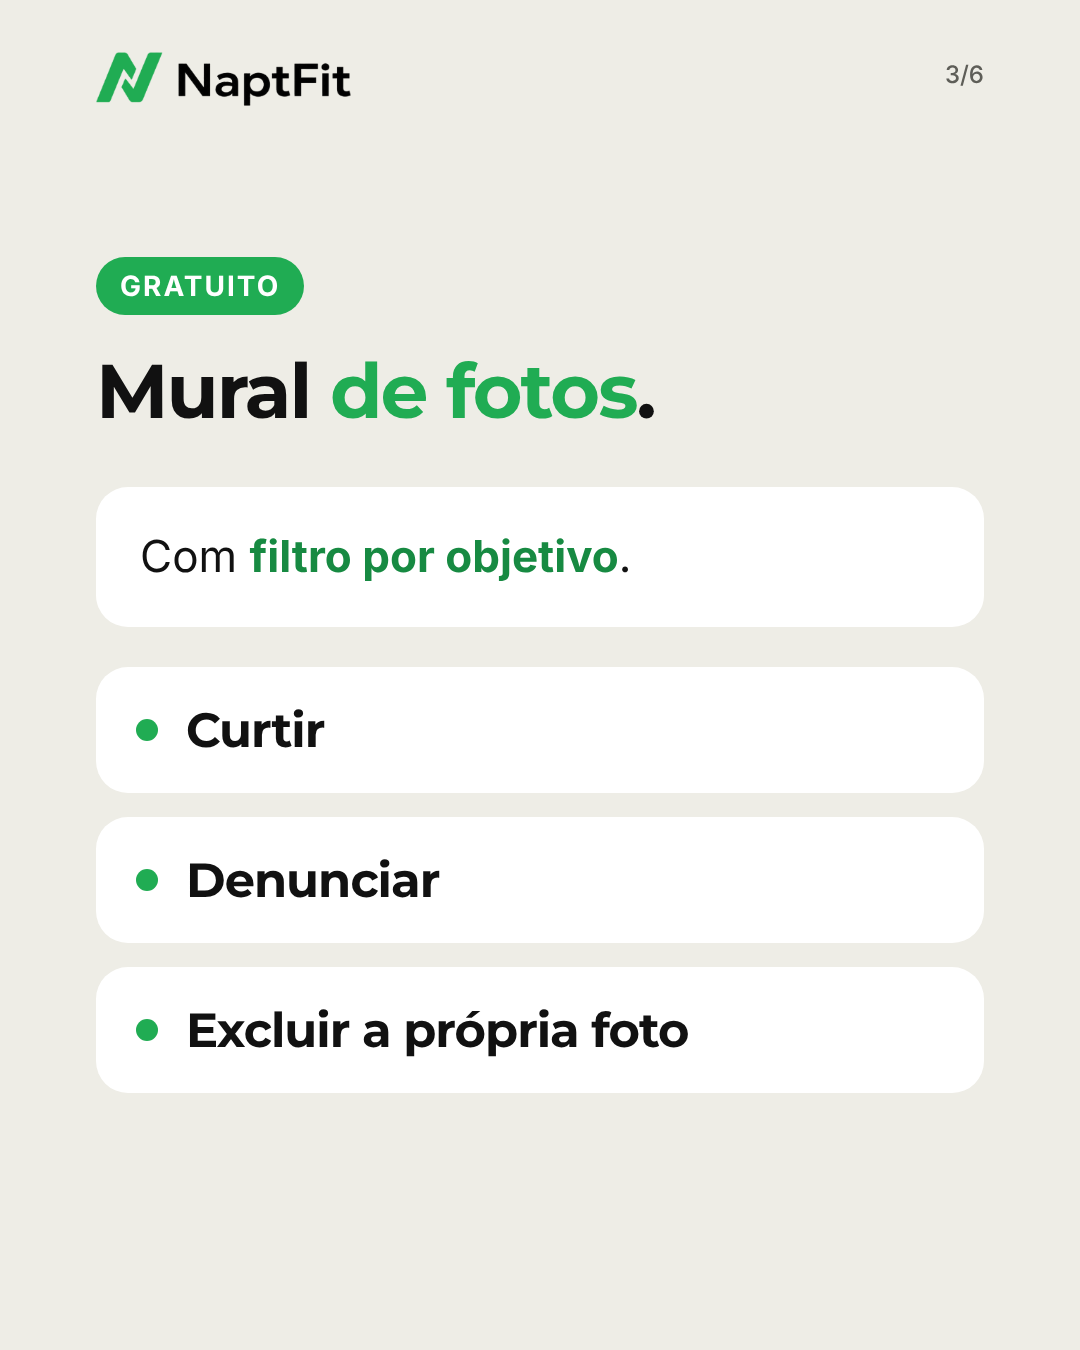 NaptFit
3/6
GRATUITO
Mural de fotos.
Com filtro por objetivo.
Curtir
Denunciar
Excluir a própria foto